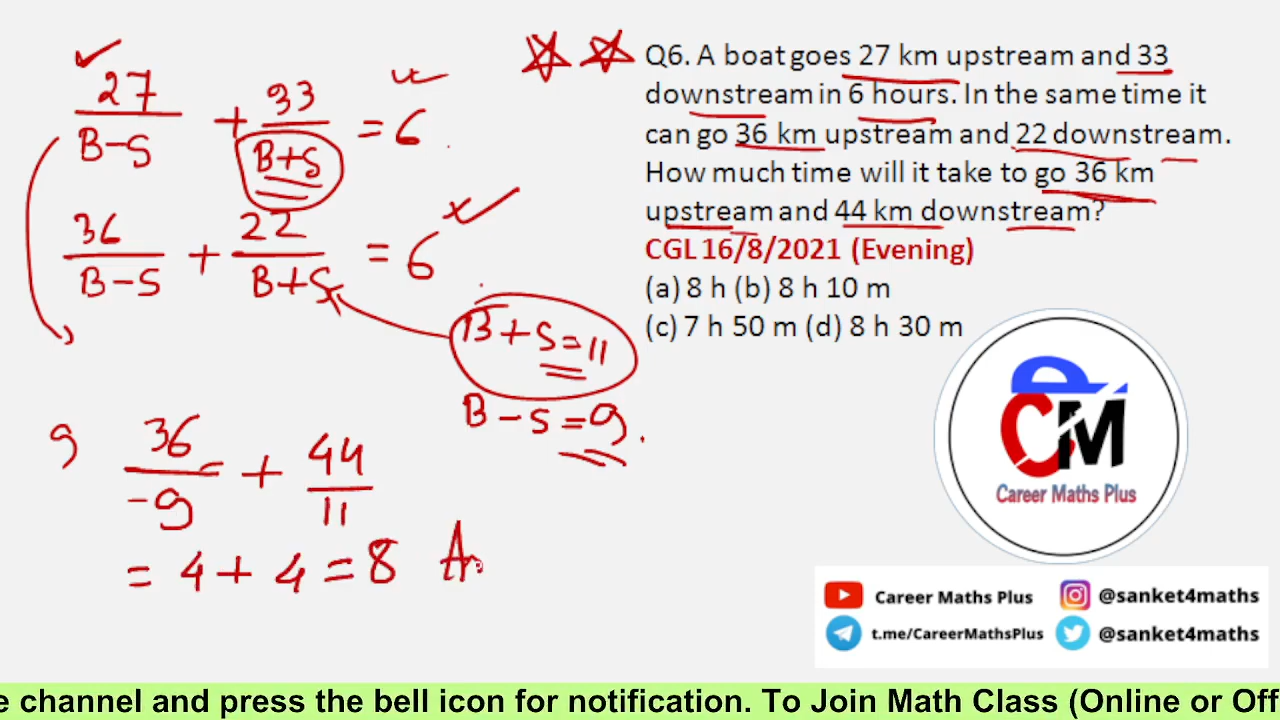 27/B-S + 33/B+S = 6
36/B-S + 22/B+S = 6
B+S=11
B-S=9.
9
36/-9 + 44/11
= 4+4=8 A
Q6. A boat goes 27 km upstream and 33
downstream in 6 hours. In the same time it
can go 36 km upstream and 22 downstream.
How much time will it take to go 36 km
upstream and 44 km downstream?
CGL 16/8/2021 (Evening)
(a) 8 h (b) 8 h 10 m
(c) 7 h 50 m (d) 8 h 30 m
eCM
Career Maths Plus
Career Maths Plus @sanket4maths
t.me/CareerMathsPlus @sanket4maths
e channel and press the bell icon for notification. To Join Math Class (Online or Off